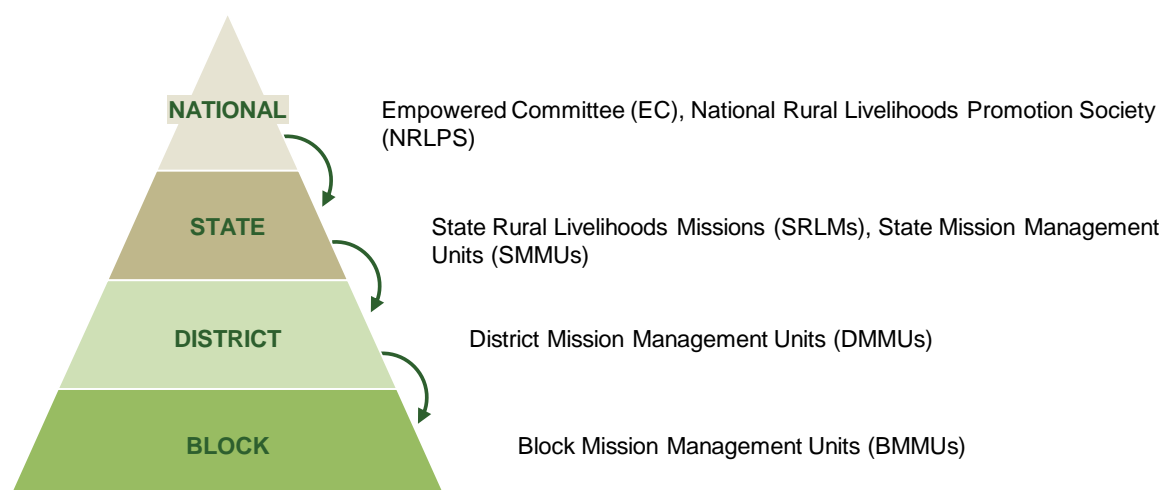 NATIONAL
Empowered Committee (EC), National Rural Livelihoods Promotion Society
(NRLPS)
STATE
State Rural Livelihoods Missions (SRLMs), State Mission Management
Units (SMMUs)
DISTRICT
District Mission Management Units (DMMUs)
BLOCK
Block Mission Management Units (BMMUs)